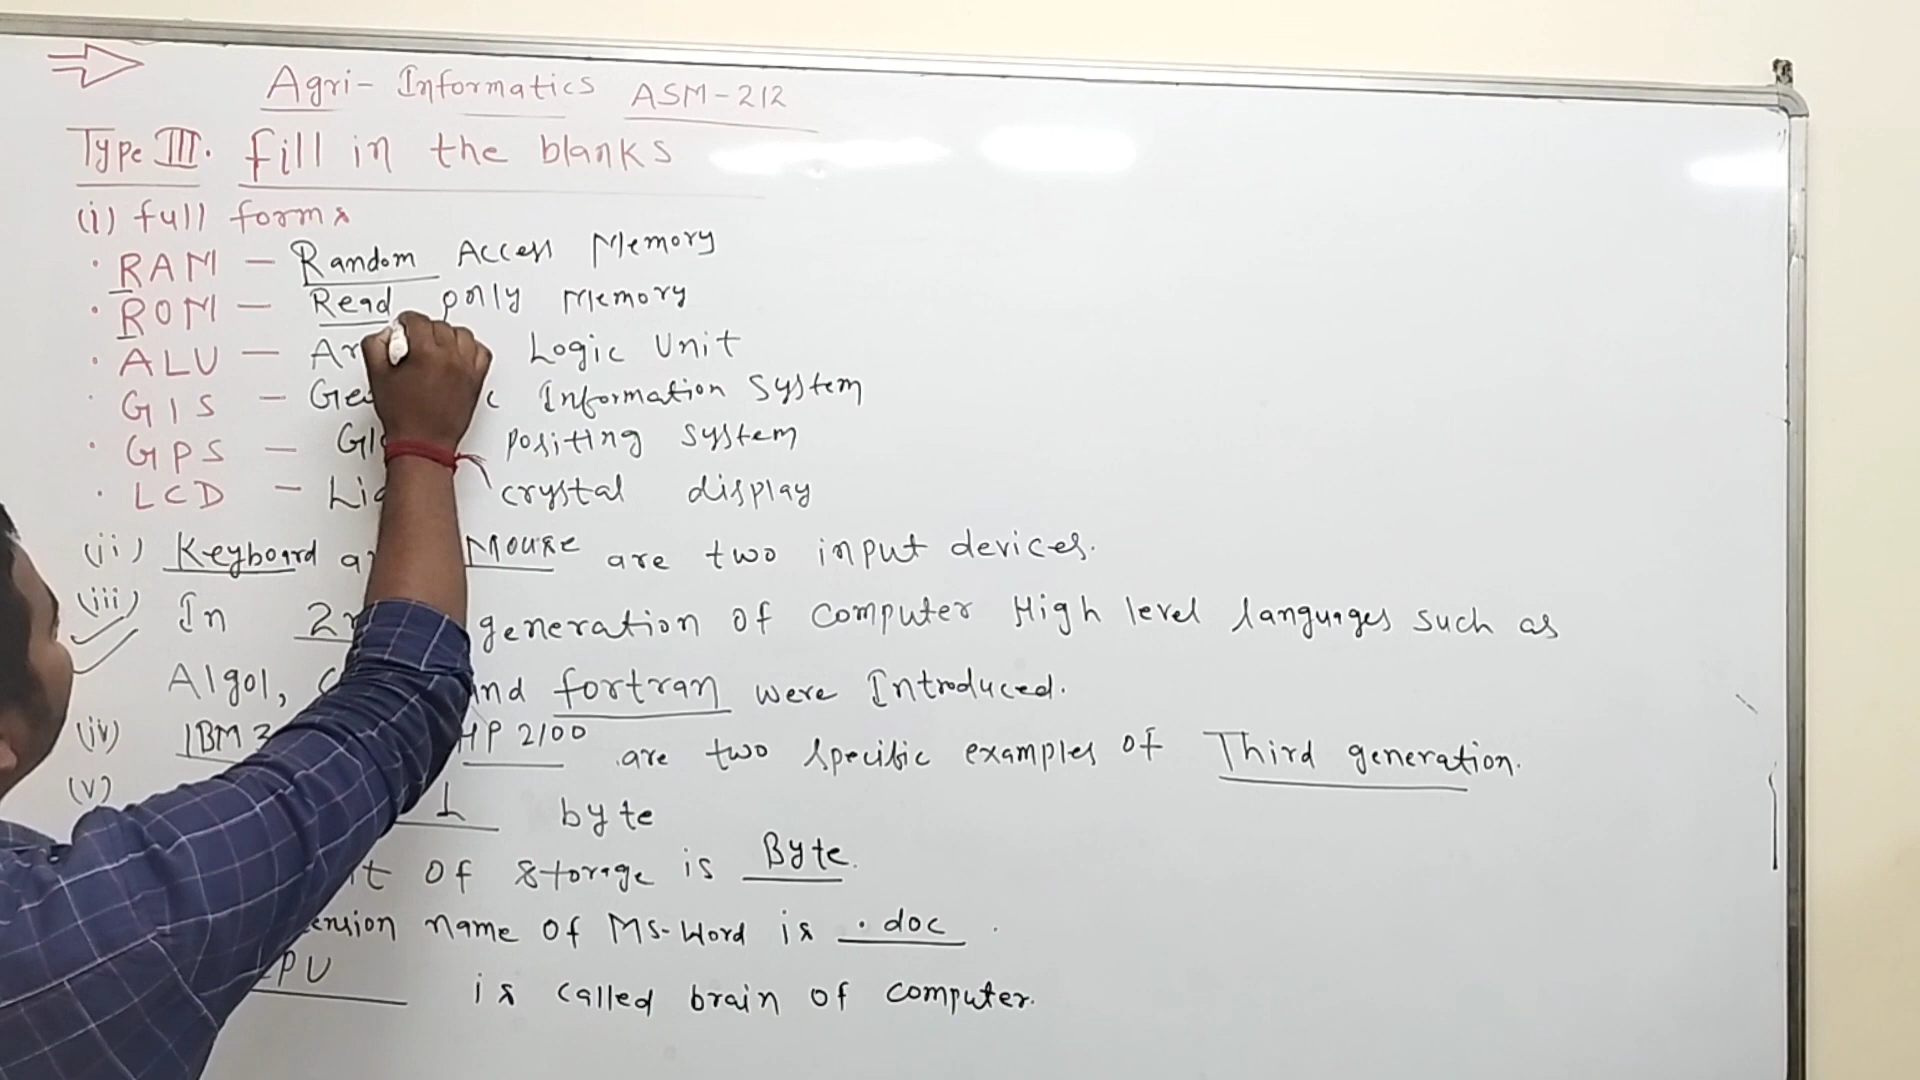 Agri- Informatics ASM-212
Type III. fill in the blanks
(i) full forms
· RAM — Random Access Memory
· ROM — Read only Memory
· ALU — Logic Unit
· GIS — Information System
· GPS — positing system
· LCD — crystal display
(ii) Keyboard Mouse are two input devices.
(iii) In generation of computer High level languages such as
Algol, and fortran were Introduced.
(iv) IBM HP 2100 are two specific examples of Third generation.
(v) 1 byte
of storage is Byte.
name of MS-Word is .doc .
CPU is called brain of computer.